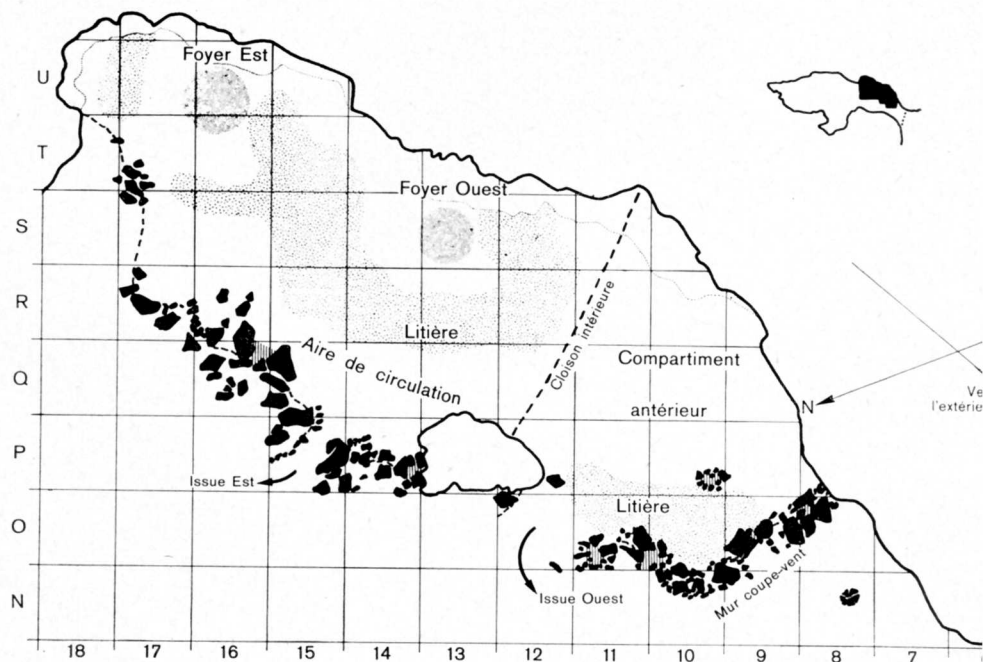 Foyer Est
U
T
Foyer Ouest
S
R
Litière
Cloison intérieure
Aire de circulation
Compartiment
antérieur
Q
N
l'extérie
P
Issue Est
Litière
O
Issue Ouest
Mur coupe-vent
N
18 17 16 15 14 13 12 11 10 9 8 7